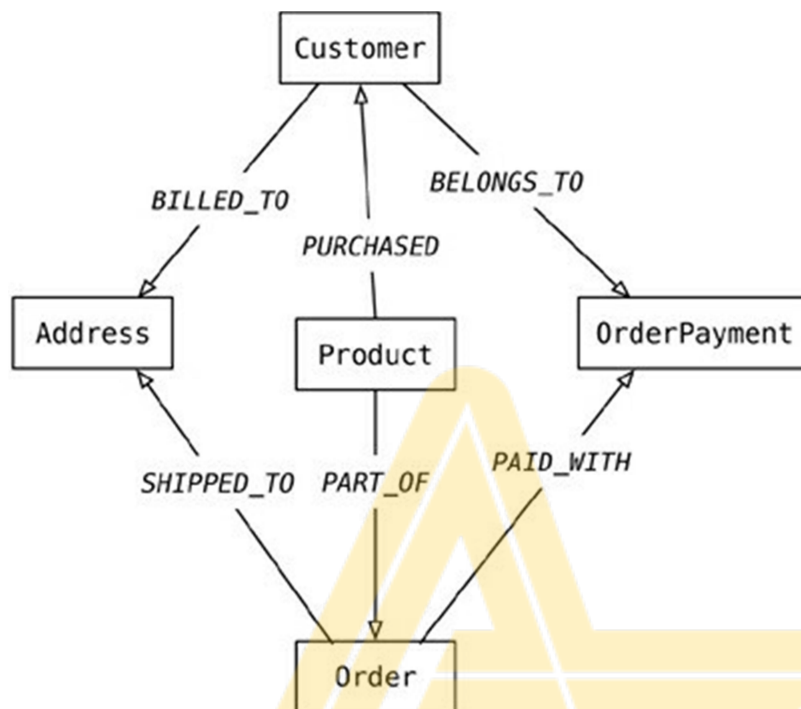 Customer
BILLED_TO
BELONGS_TO
PURCHASED
Address
Product
OrderPayment
SHIPPED_TO
PART_OF
PAID_WITH
Order